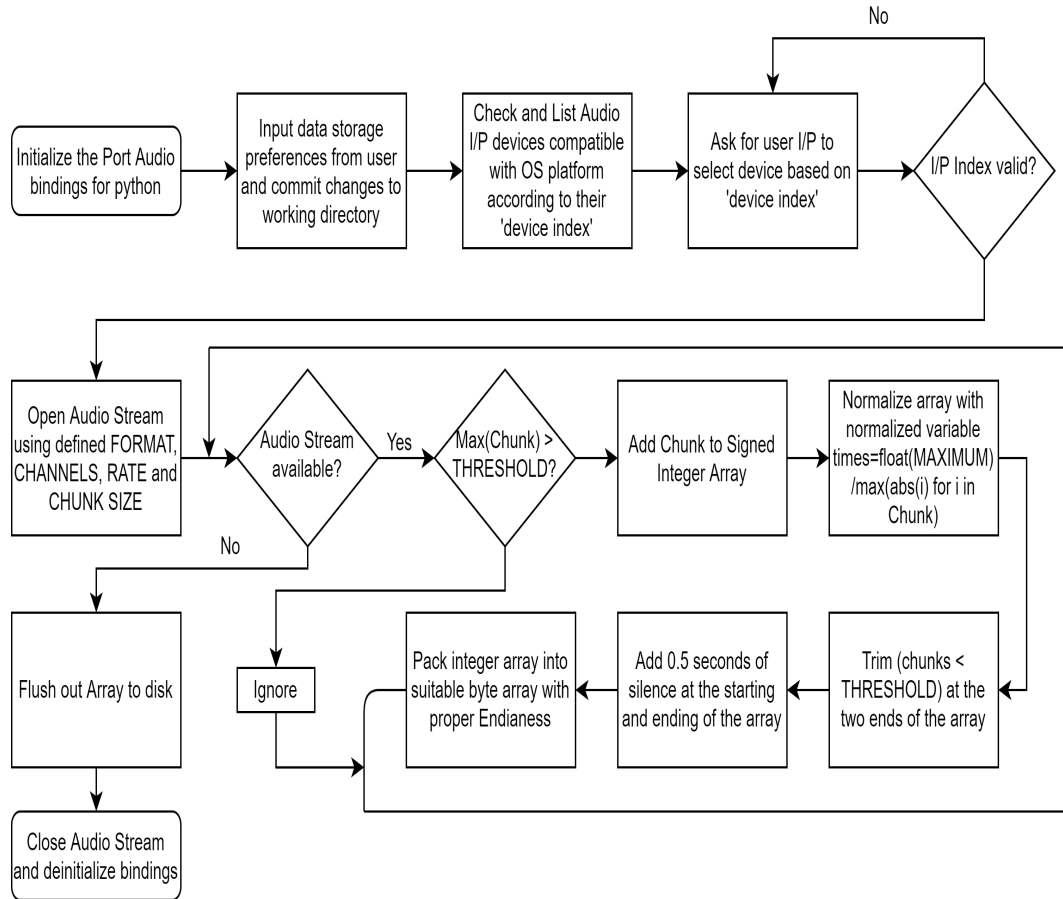 No
Initialize the Port Audio
bindings for python
Input data storage
preferences from user
and commit changes to
working directory
Check and List Audio
I/P devices compatible
with OS platform
according to their
'device index'
Ask for user I/P to
select device based on
'device index'
I/P Index valid?
Open Audio Stream
using defined FORMAT,
CHANNELS, RATE and
CHUNK SIZE
Audio Stream
available?
Yes
Max(Chunk) >
THRESHOLD?
Add Chunk to Signed
Integer Array
Normalize array with
normalized variable
times=float(MAXIMUM)
/max(abs(i) for i in
Chunk)
No
Flush out Array to disk
Ignore
Pack integer array into
suitable byte array with
proper Endianess
Add 0.5 seconds of
silence at the starting
and ending of the array
Trim (chunks <
THRESHOLD) at the
two ends of the array
Close Audio Stream
and deinitialize bindings